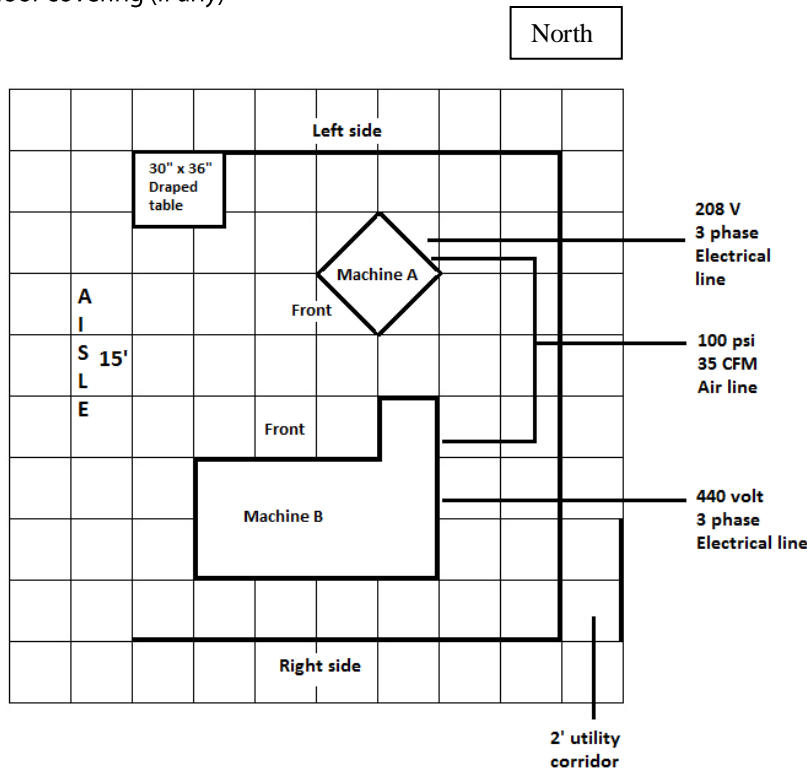 North
Left side
30" x 36"
Draped
table
208 V
3 phase
Electrical
line
Machine A
Front
A
I
S
L
E
15'
100 psi
35 CFM
Air line
Front
Machine B
440 volt
3 phase
Electrical line
Right side
2' utility
corridor